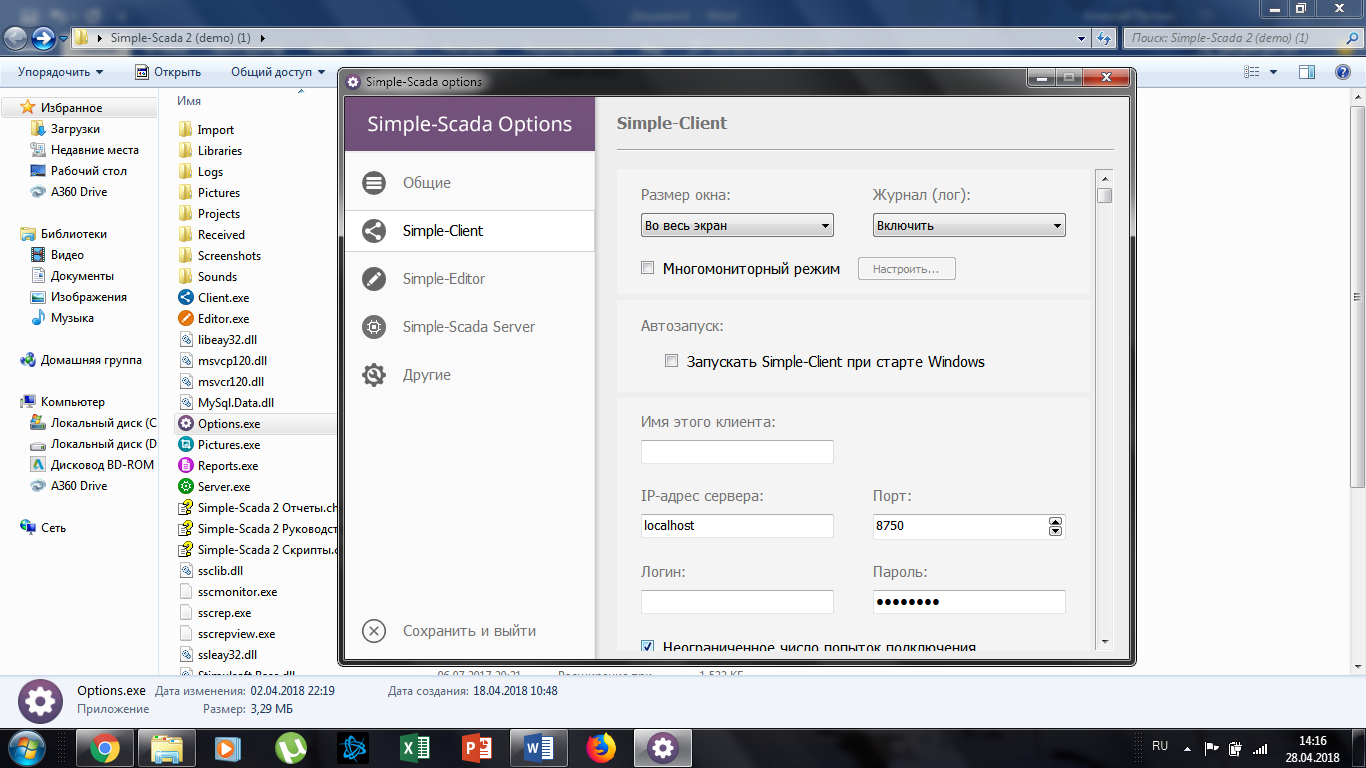 Simple-Scada 2 (demo) (1)
Поиск: Simple-Scada 2 (demo) (1)
Упорядочить
Открыть
Общий доступ
Избранное
Загрузки
Недавние места
Рабочий стол
A360 Drive
Библиотеки
Видео
Документы
Изображения
Музыка
Домашняя группа
Компьютер
Локальный диск (C
Локальный диск (D
Дисковод BD-ROM
A360 Drive
Сеть
Имя
Import
Libraries
Logs
Pictures
Projects
Received
Screenshots
Sounds
Client.exe
Editor.exe
libeay32.dll
msvcp120.dll
msvcr120.dll
MySql.Data.dll
Options.exe
Pictures.exe
Reports.exe
Server.exe
Simple-Scada 2 Отчеты.ch
Simple-Scada 2 Руководст
Simple-Scada 2 Скрипты.c
ssclib.dll
sscmonitor.exe
sscrep.exe
sscrepview.exe
ssleay32.dll
Simple-Scada options
Simple-Scada Options
Общие
Simple-Client
Simple-Editor
Simple-Scada Server
Другие
Сохранить и выйти
Simple-Client
Размер окна:
Журнал (лог):
Во весь экран
Включить
Многомониторный режим
Настроить...
Автозапуск:
Запускать Simple-Client при старте Windows
Имя этого клиента:
IP-адрес сервера:
Порт:
localhost
8750
Логин:
Пароль:
Неограниченное число попыток подключения
Options.exe
Дата изменения: 02.04.2018 22:19
Дата создания: 18.04.2018 10:48
Приложение
Размер: 3,29 МБ
RU
14:16
28.04.2018